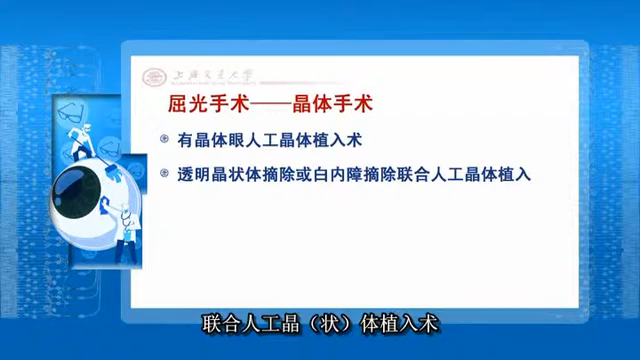 上海交通大学
屈光手术——晶体手术
有晶体眼人工晶体植入术
透明晶状体摘除或白内障摘除联合人工晶体植入
联合人工晶（状）体植入术